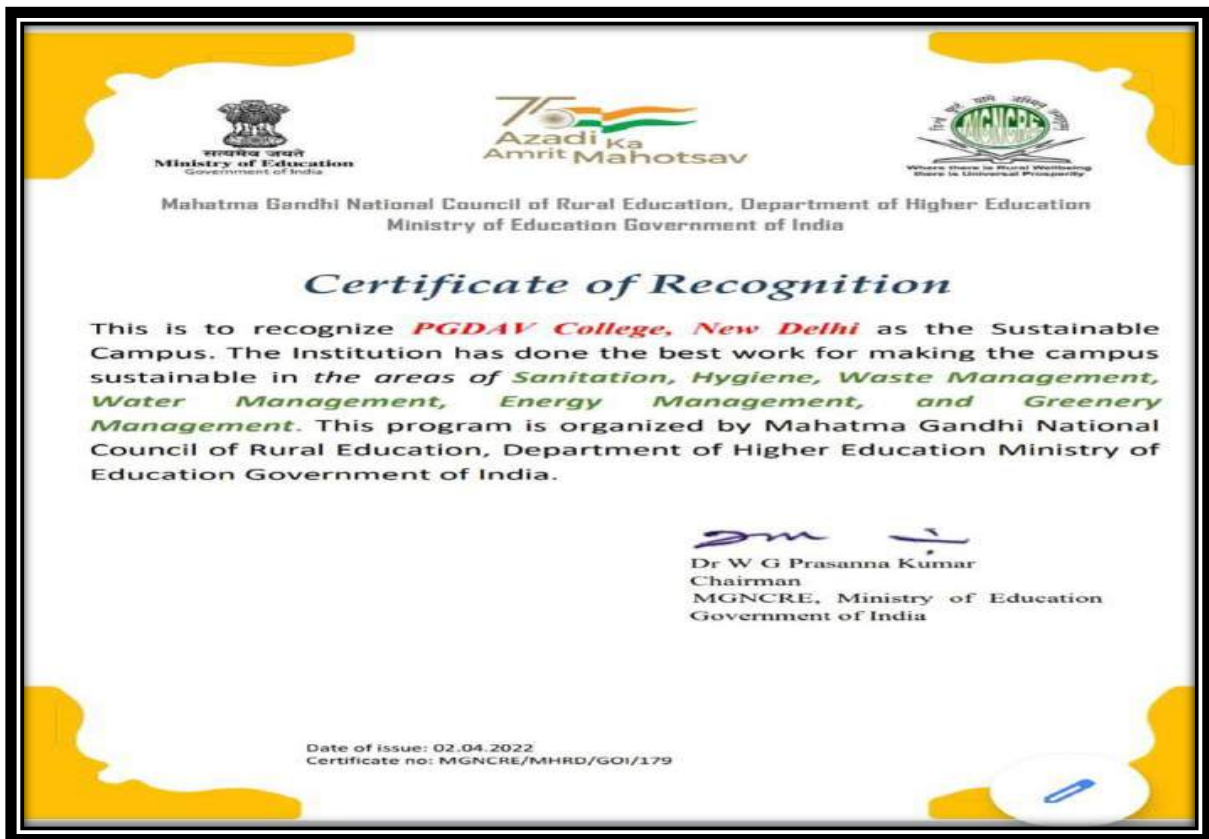 सत्यमेव जयते
Ministry of Education
Government of India
75
Azadi Ka
Amrit Mahotsav
MGNCRE
Where there is Rural Wellbeing
there is Universal Prosperity
Mahatma Gandhi National Council of Rural Education, Department of Higher Education
Ministry of Education Government of India
Certificate of Recognition
This is to recognize PGDAV College, New Delhi as the Sustainable
Campus. The Institution has done the best work for making the campus
sustainable in the areas of Sanitation, Hygiene, Waste Management,
Water Management, Energy Management, and Greenery
Management. This program is organized by Mahatma Gandhi National
Council of Rural Education, Department of Higher Education Ministry of
Education Government of India.
Dr W G Prasanna Kumar
Chairman
MGNCRE, Ministry of Education
Government of India
Date of issue: 02.04.2022
Certificate no: MGNCRE/MHRD/GOI/179